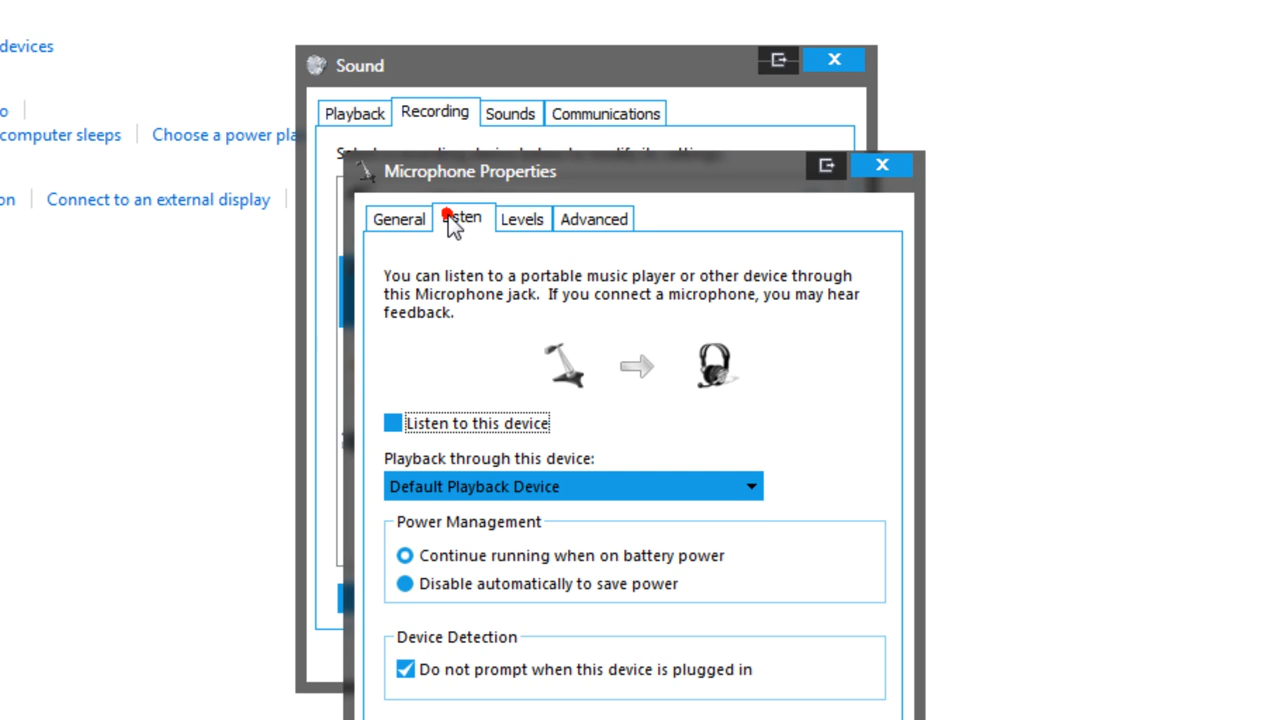 devices
o
computer sleeps
Choose a power pla
on
Connect to an external display
Sound
Playback
Recording
Sounds
Communications
Microphone Properties
General
Listen
Levels
Advanced
You can listen to a portable music player or other device through
this Microphone jack. If you connect a microphone, you may hear
feedback.
Listen to this device
Playback through this device:
Default Playback Device
Power Management
Continue running when on battery power
Disable automatically to save power
Device Detection
Do not prompt when this device is plugged in